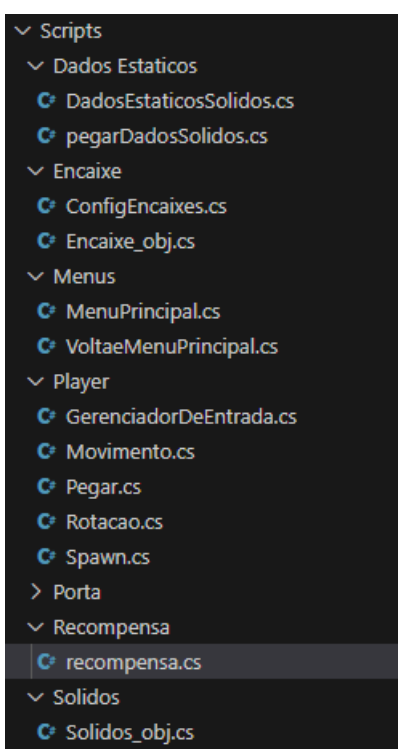 Scripts
Dados Estaticos
C# DadosEstaticosSolidos.cs
C# pegarDadosSolidos.cs
Encaixe
C# ConfigEncaixes.cs
C# Encaixe_obj.cs
Menus
C# MenuPrincipal.cs
C# VoltaeMenuPrincipal.cs
Player
C# GerenciadorDeEntrada.cs
C# Movimento.cs
C# Pegar.cs
C# Rotacao.cs
C# Spawn.cs
Porta
Recompensa
C# recompensa.cs
Solidos
C# Solidos_obj.cs